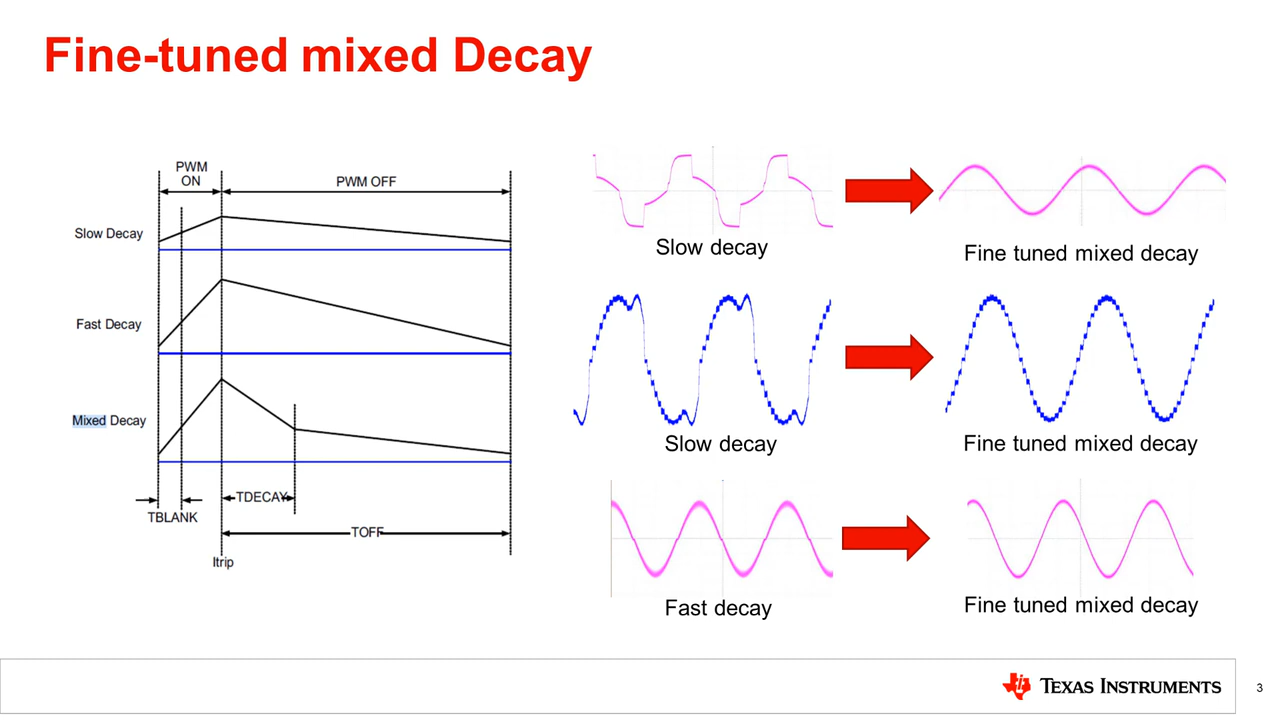 Fine-tuned mixed Decay
PWM
ON
PWM OFF
Slow Decay
Fast Decay
Mixed Decay
TDECAY
TBLANK
TOFF
Itrip
Slow decay
Fine tuned mixed decay
Slow decay
Fine tuned mixed decay
Fast decay
Fine tuned mixed decay
TEXAS INSTRUMENTS
3